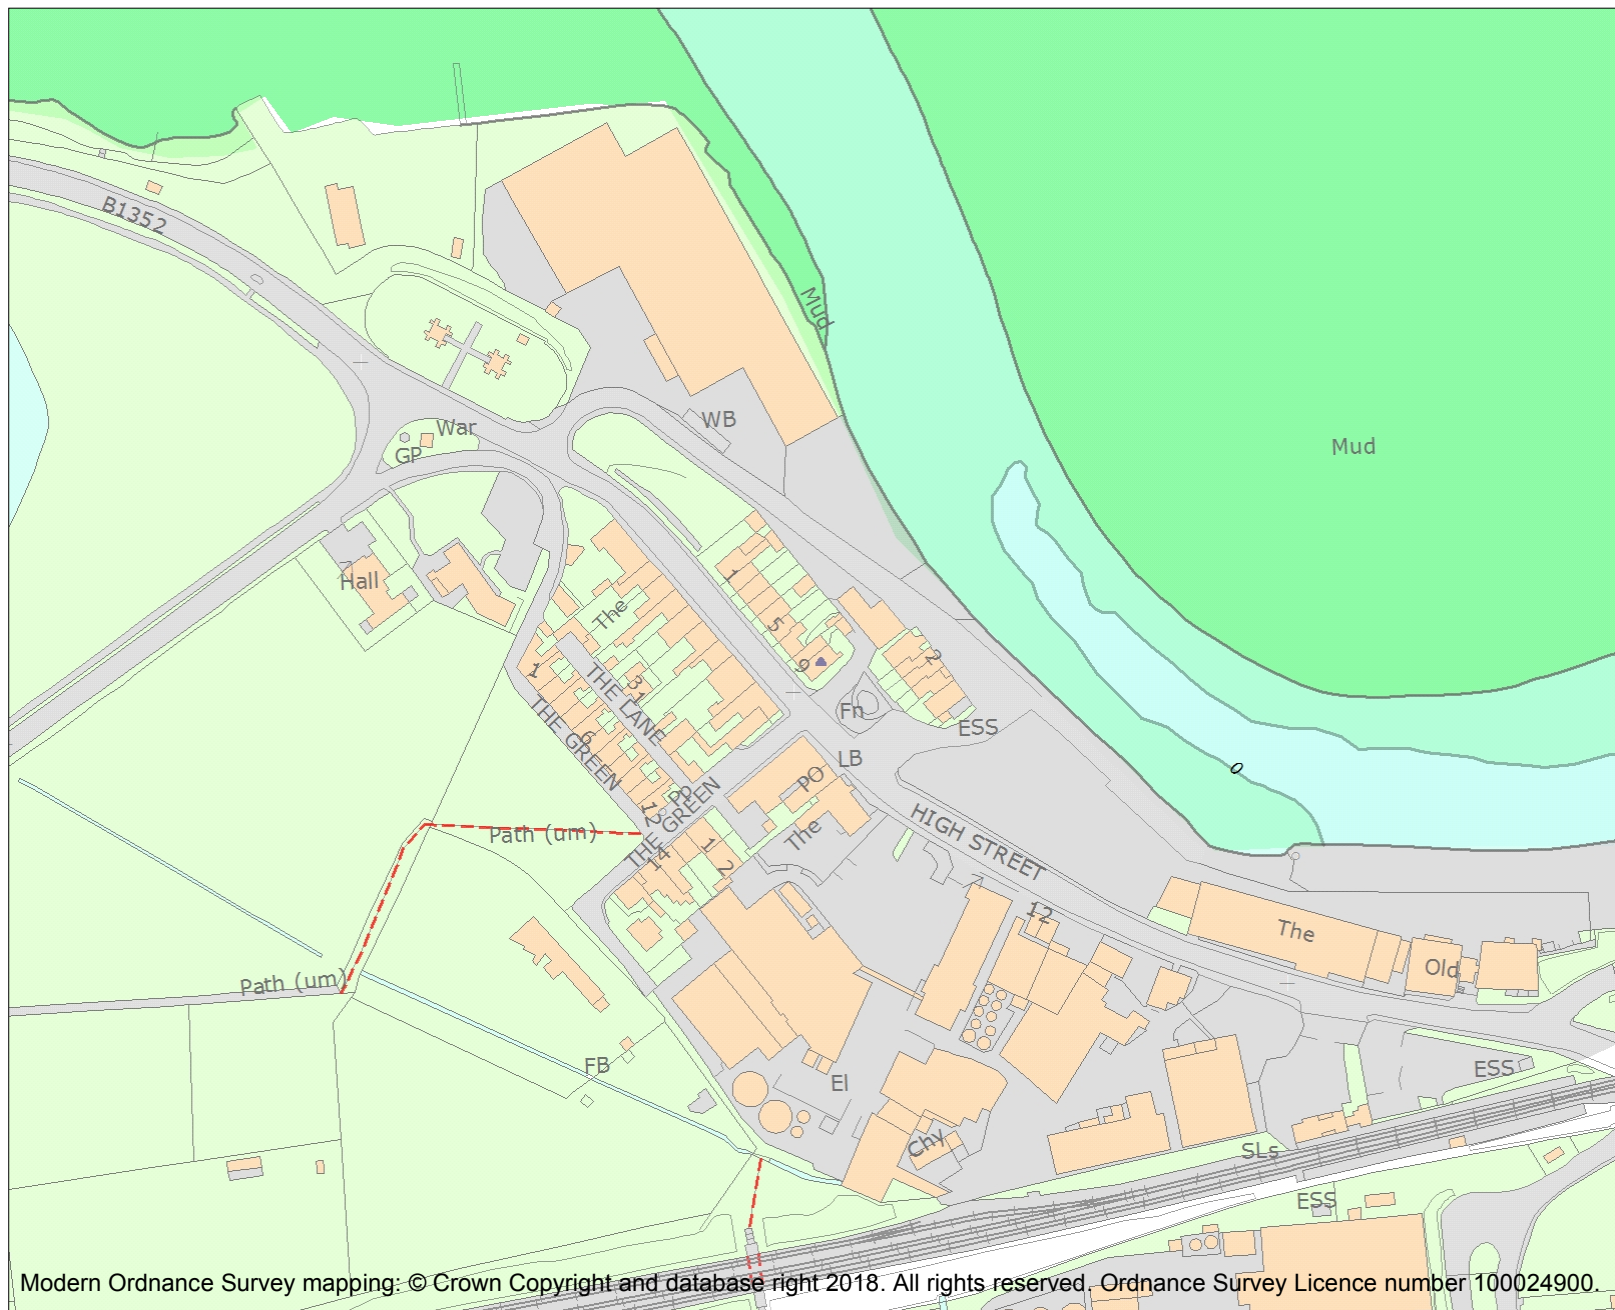 B1352
Mud
Mud
WB
War
GP
Hall
The
1
5
9
2
1
THE LANE
31
THE GREEN
6
12
Fn
ESS
LB
PO
PP
THE GREEN
14
1
2
The
HIGH STREET
12
Path (um)
Path (um)
The
Old
FB
El
Chy
ESS
SLs
ESS
Modern Ordnance Survey mapping: © Crown Copyright and database right 2018. All rights reserved. Ordnance Survey Licence number 100024900.